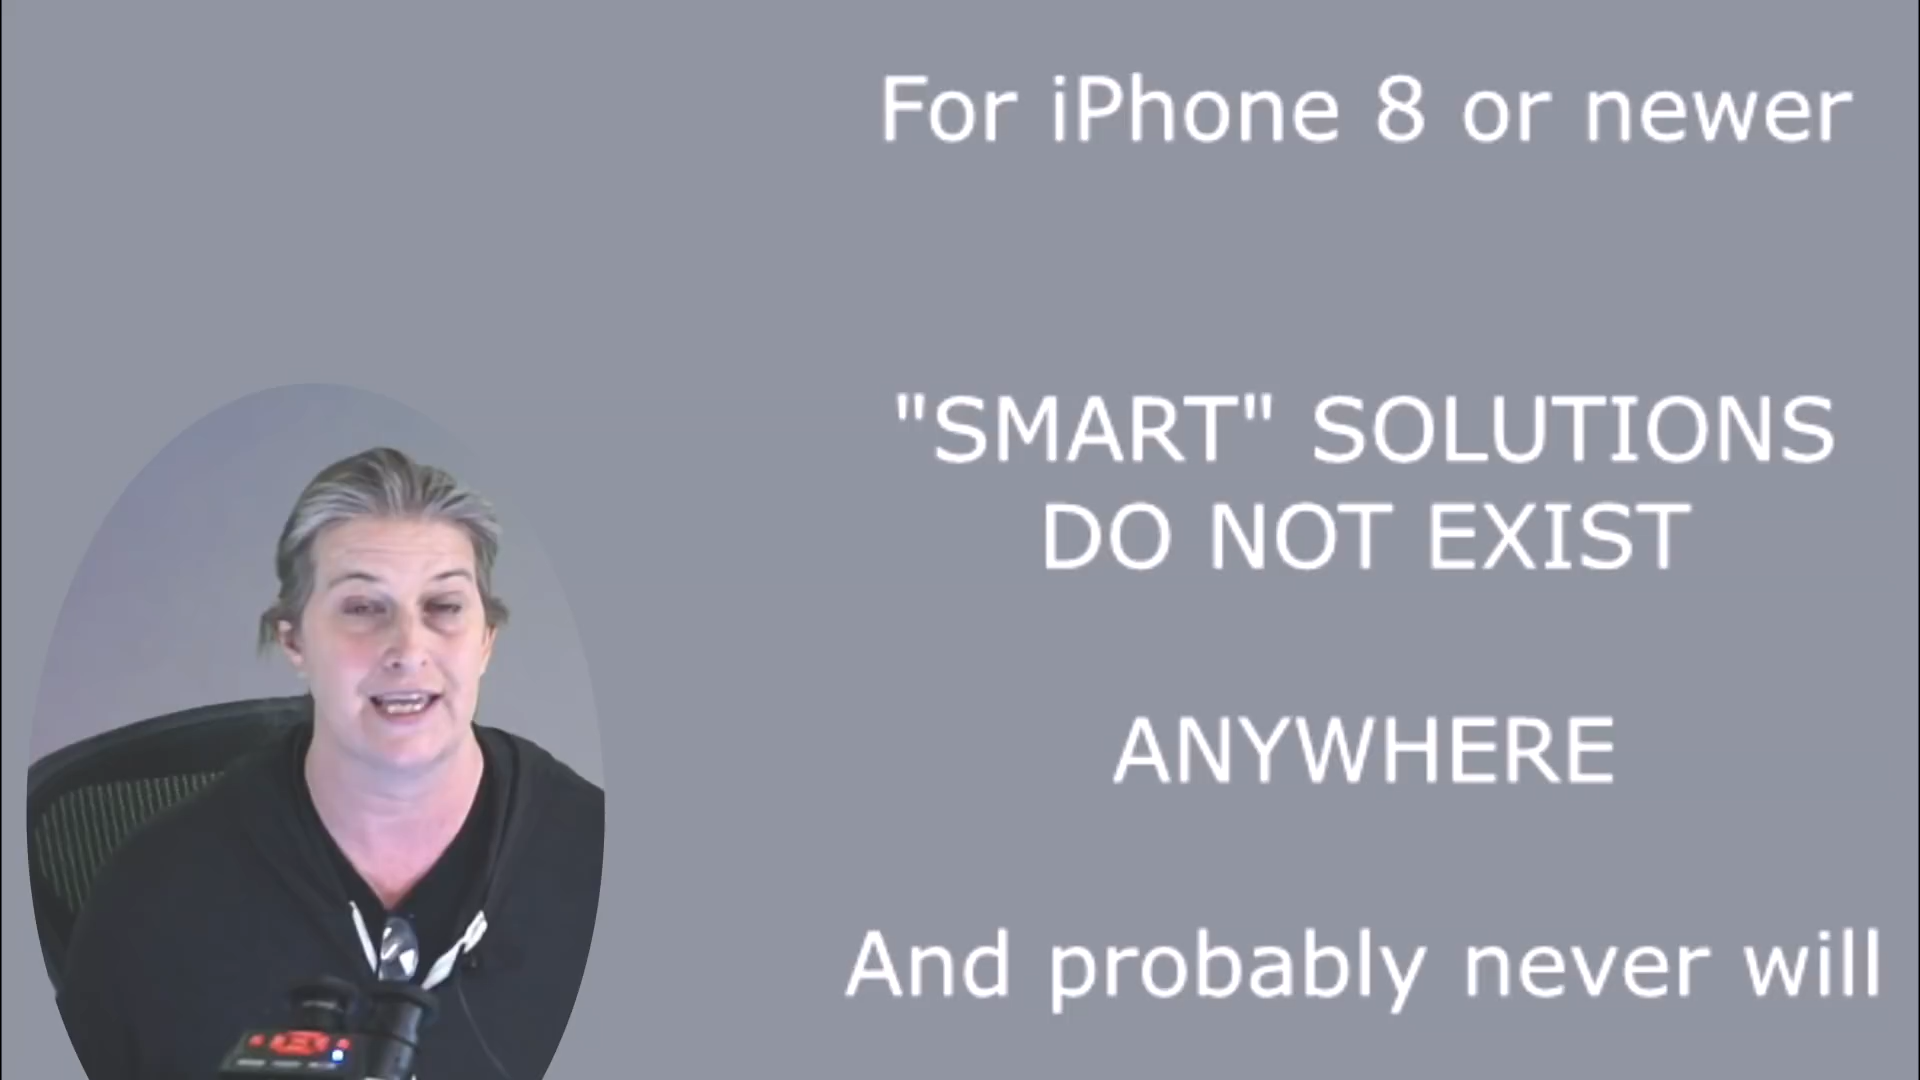 For iPhone 8 or newer
"SMART" SOLUTIONS
DO NOT EXIST
ANYWHERE
And probably never will